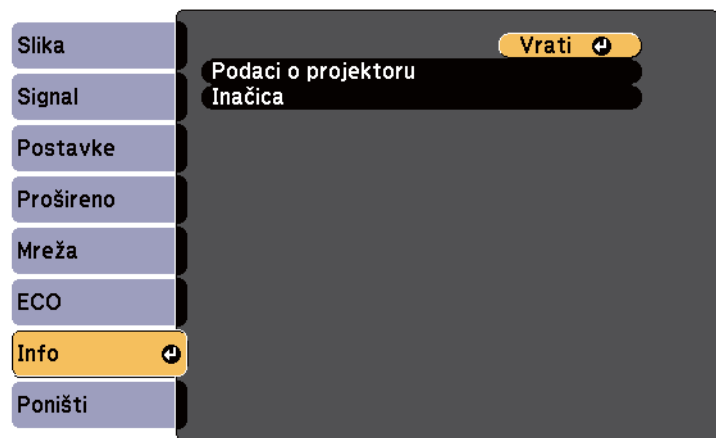 Slika
Signal
Postavke
Prošireno
Mreža
ECO
Info
Poništi
Vrati
Podaci o projektoru
Inačica